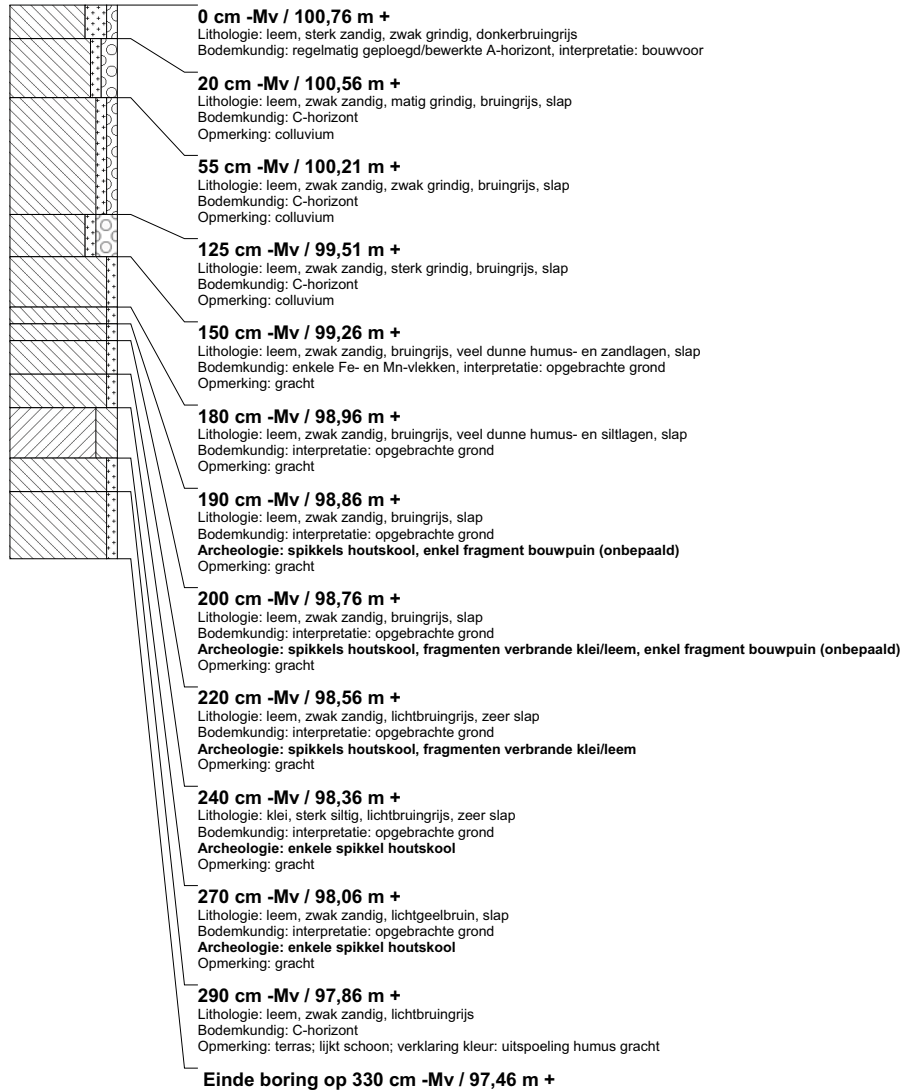 0 cm -Mv / 100,76 m +
Lithologie: leem, sterk zandig, zwak grindig, donkerbruingrijs
Bodemkundig: regelmatig geploegd/bewerkte A-horizont, interpretatie: bouwvoor
20 cm -Mv / 100,56 m +
Lithologie: leem, zwak zandig, matig grindig, bruingrijs, slap
Bodemkundig: C-horizont
Opmerking: colluvium
55 cm -Mv / 100,21 m +
Lithologie: leem, zwak zandig, zwak grindig, bruingrijs, slap
Bodemkundig: C-horizont
Opmerking: colluvium
125 cm -Mv / 99,51 m +
Lithologie: leem, zwak zandig, sterk grindig, bruingrijs, slap
Bodemkundig: C-horizont
Opmerking: colluvium
150 cm -Mv / 99,26 m +
Lithologie: leem, zwak zandig, bruingrijs, veel dunne humus- en zandlagen, slap
Bodemkundig: enkele Fe- en Mn-vlekken, interpretatie: opgebrachte grond
Opmerking: gracht
180 cm -Mv / 98,96 m +
Lithologie: leem, zwak zandig, bruingrijs, veel dunne humus- en siltlagen, slap
Bodemkundig: interpretatie: opgebrachte grond
Opmerking: gracht
190 cm -Mv / 98,86 m +
Lithologie: leem, zwak zandig, bruingrijs, slap
Bodemkundig: interpretatie: opgebrachte grond
Archeologie: spikkels houtskool, enkel fragment bouwpuin (onbepaald)
Opmerking: gracht
200 cm -Mv / 98,76 m +
Lithologie: leem, zwak zandig, bruingrijs, slap
Bodemkundig: interpretatie: opgebrachte grond
Archeologie: spikkels houtskool, fragmenten verbrande klei/leem, enkel fragment bouwpuin (onbepaald)
Opmerking: gracht
220 cm -Mv / 98,56 m +
Lithologie: leem, zwak zandig, lichtbruingrijs, zeer slap
Bodemkundig: interpretatie: opgebrachte grond
Archeologie: spikkels houtskool, fragmenten verbrande klei/leem
Opmerking: gracht
240 cm -Mv / 98,36 m +
Lithologie: klei, sterk siltig, lichtbruingrijs, zeer slap
Bodemkundig: interpretatie: opgebrachte grond
Archeologie: enkele spikkel houtskool
Opmerking: gracht
270 cm -Mv / 98,06 m +
Lithologie: leem, zwak zandig, lichtgeelbruin, slap
Bodemkundig: interpretatie: opgebrachte grond
Archeologie: enkele spikkel houtskool
Opmerking: gracht
290 cm -Mv / 97,86 m +
Lithologie: leem, zwak zandig, lichtbruingrijs
Bodemkundig: C-horizont
Opmerking: terras; lijkt schoon; verklaring kleur: uitspoeling humus gracht
Einde boring op 330 cm -Mv / 97,46 m +